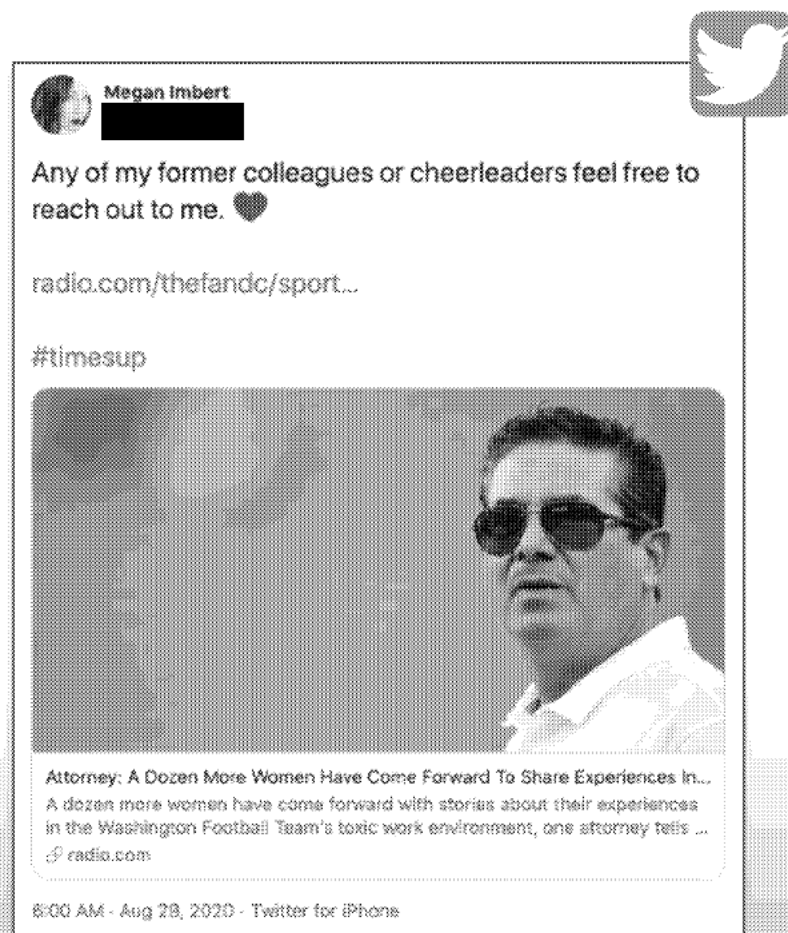 Megan Imbert
Any of my former colleagues or cheerleaders feel free to
reach out to me. 🖤
radio.com/thefandc/sport...
#timesup
Attorney: A Dozen More Women Have Come Forward To Share Experiences In...
A dozen more women have come forward with stories about their experiences
in the Washington Football Team's toxic work environment, one attorney tells ...
radio.com
6:00 AM - Aug 28, 2020 - Twitter for iPhone